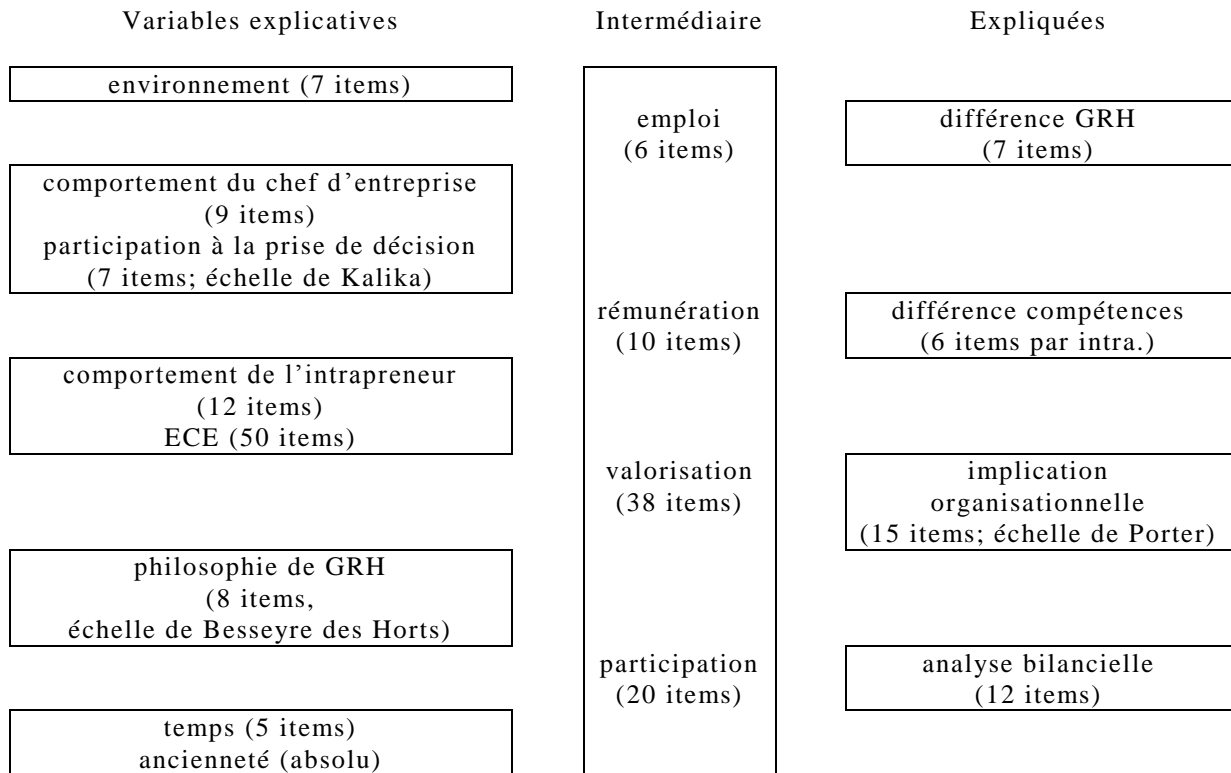 Variables explicatives
Intermédiaire
Expliquées
environnement (7 items)
comportement du chef d’entreprise
(9 items)
participation à la prise de décision
(7 items; échelle de Kalika)
comportement de l’intrapreneur
(12 items)
ECE (50 items)
philosophie de GRH
(8 items,
échelle de Besseyre des Horts)
temps (5 items)
ancienneté (absolu)
emploi
(6 items)
rémunération
(10 items)
valorisation
(38 items)
participation
(20 items)
différence GRH
(7 items)
différence compétences
(6 items par intra.)
implication
organisationnelle
(15 items; échelle de Porter)
analyse bilancielle
(12 items)